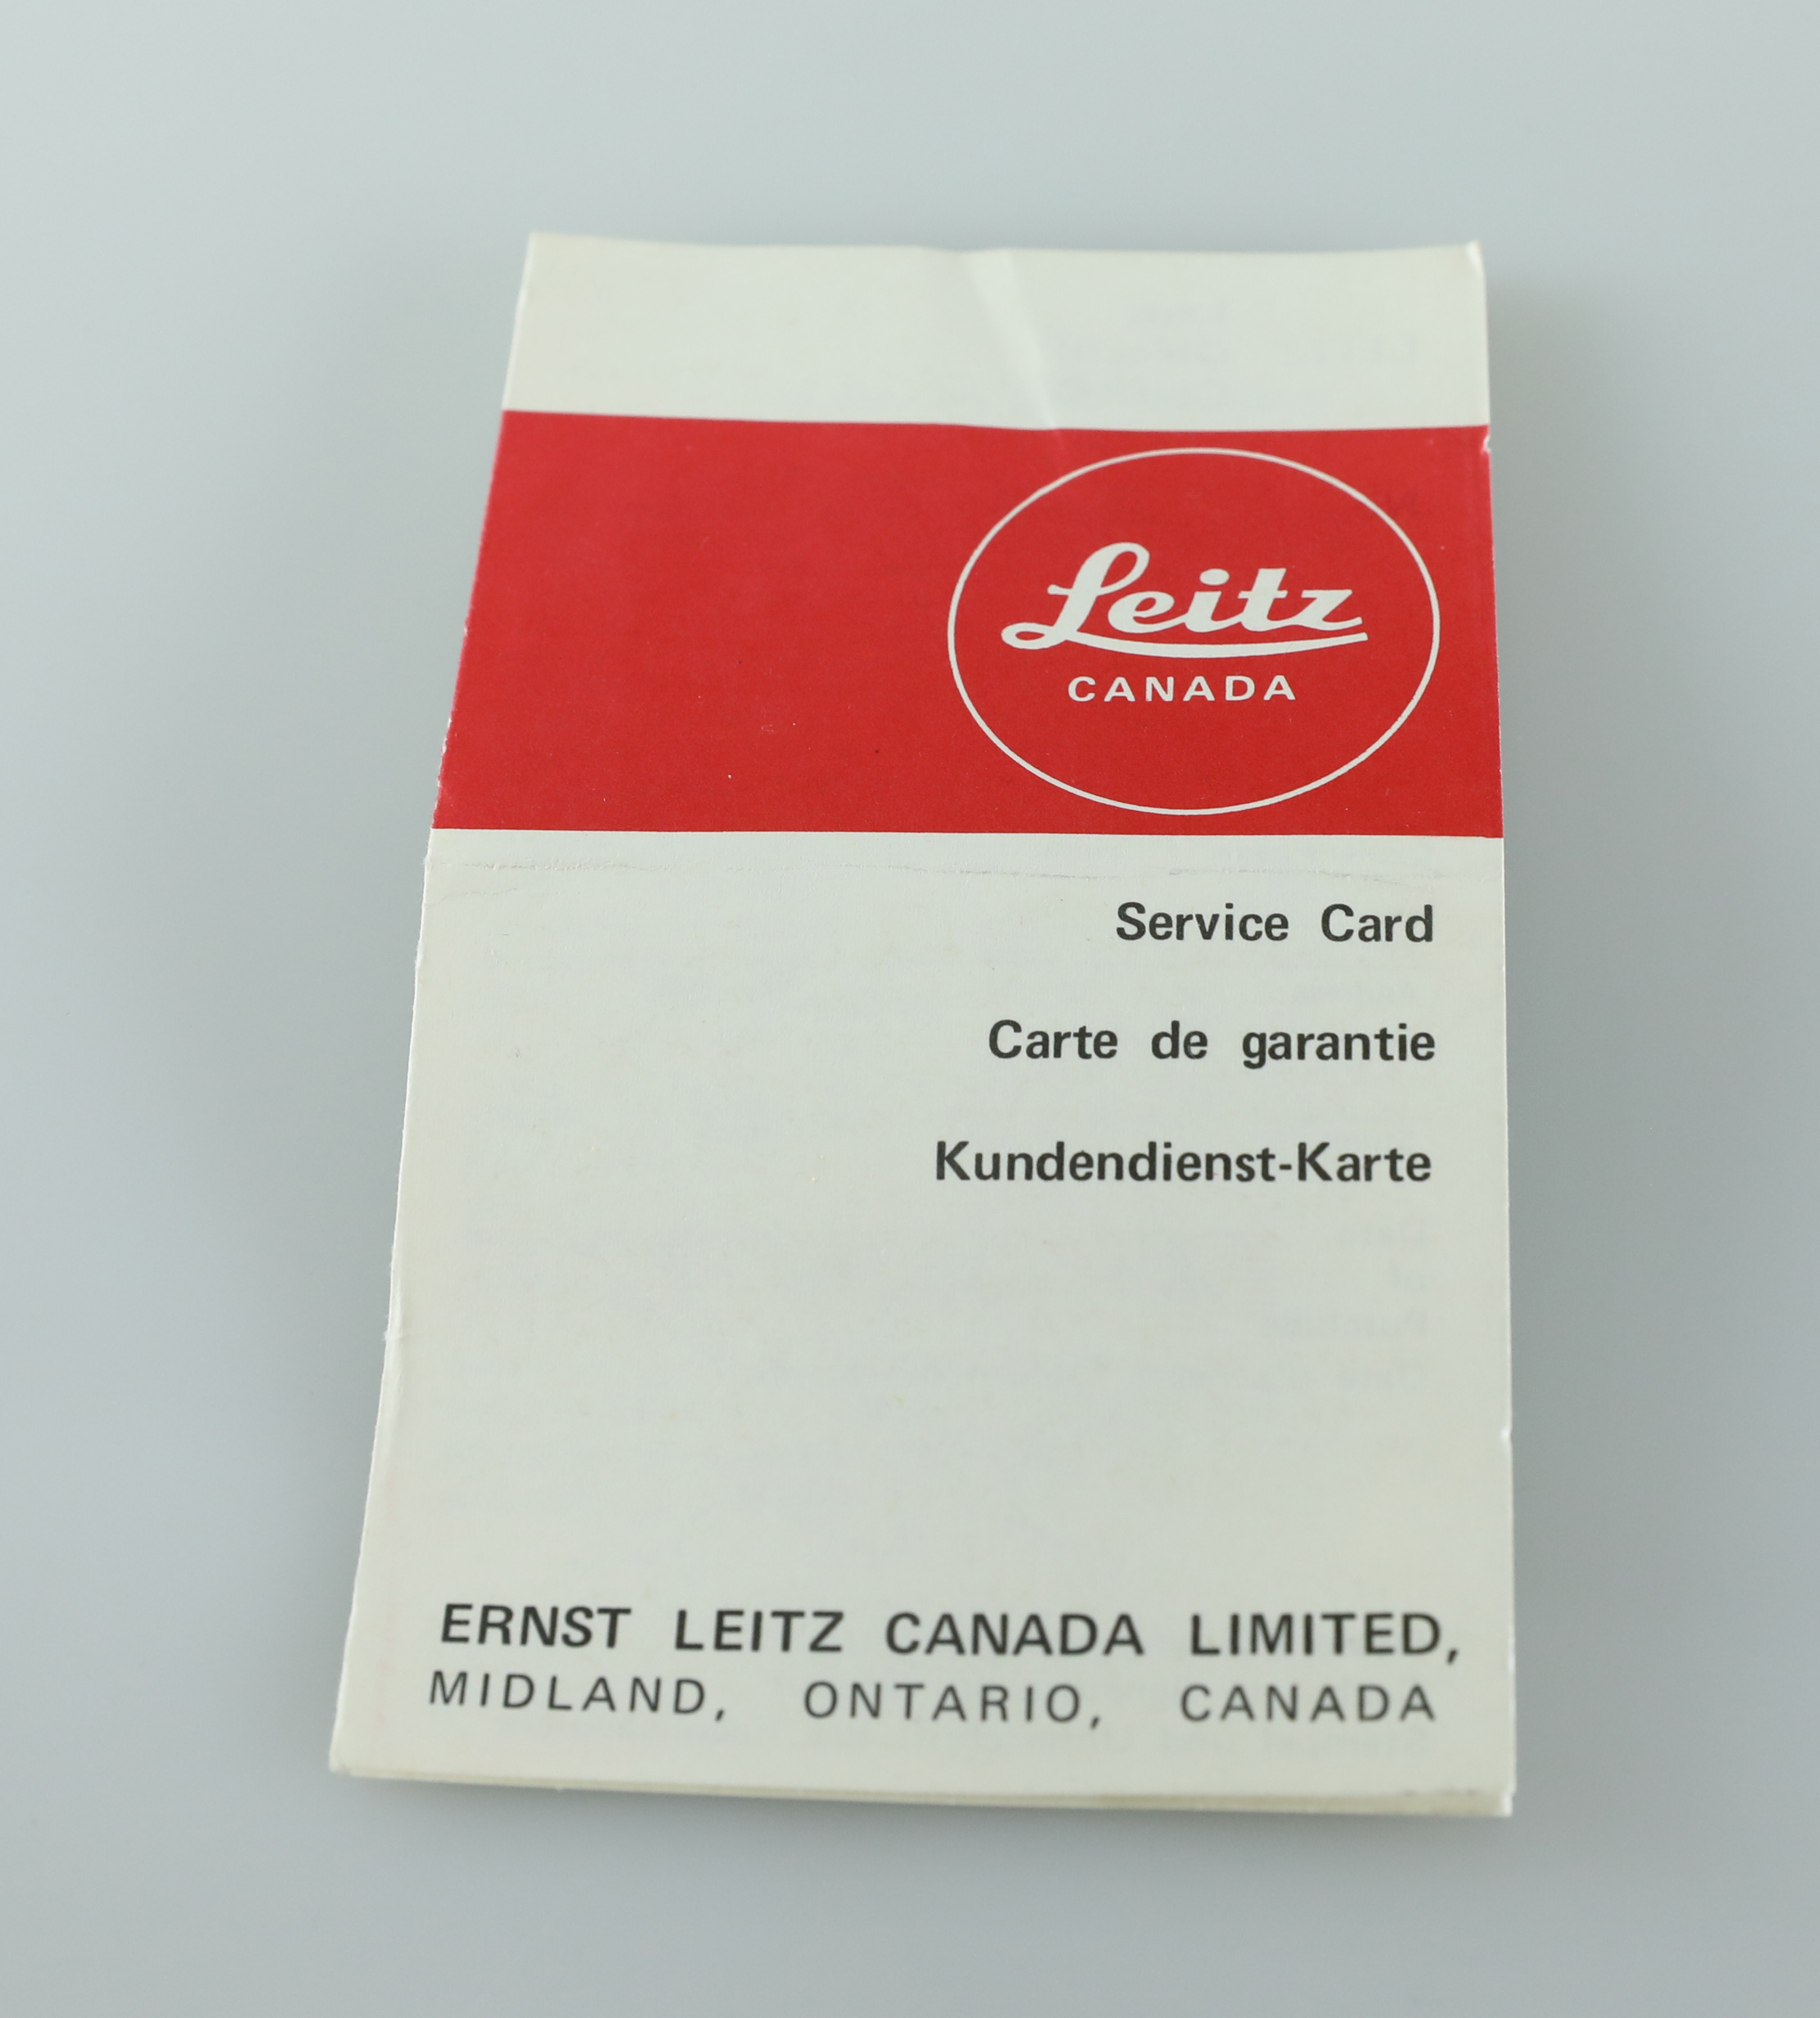 Leitz
CANADA
Service Card
Carte de garantie
Kundendienst-Karte
ERNST LEITZ CANADA LIMITED,
MIDLAND, ONTARIO, CANADA